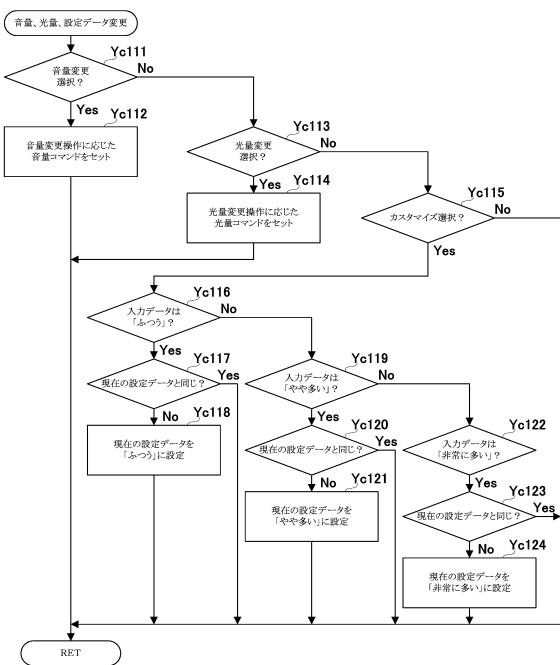 音量、光量、設定データ変更
Yc111
音量変更
選択？
No
Yes
Yc112
音量変更操作に応じた
音量コマンドをセット
Yc113
光量変更
選択？
No
Yes
Yc114
光量変更操作に応じた
光量コマンドをセット
Yc115
カスタマイズ選択？
No
Yes
Yc116
入力データは
「ふつう」？
No
Yes
Yc117
現在の設定データと同じ？
Yes
No
Yc118
現在の設定データを
「ふつう」に設定
Yc119
入力データは
「やや多い」？
No
Yes
Yc120
現在の設定データと同じ？
Yes
No
Yc121
現在の設定データを
「やや多い」に設定
Yc122
入力データは
「非常に多い」？
Yes
Yc123
現在の設定データと同じ？
Yes
No
Yc124
現在の設定データを
「非常に多い」に設定
RET